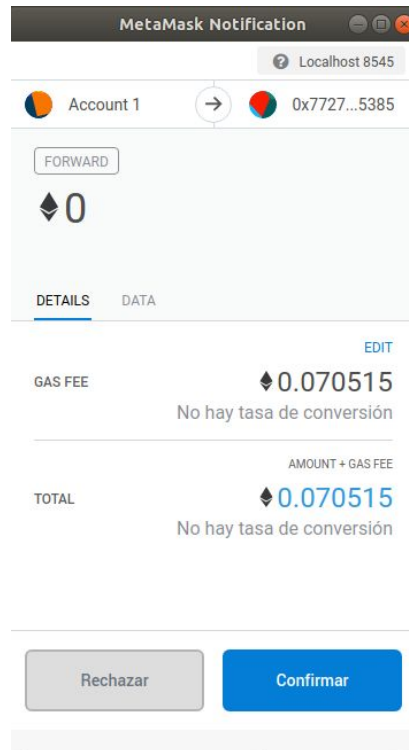 MetaMask Notification
Localhost 8545
Account 1
0x7727...5385
FORWARD
0
DETAILS DATA
EDIT
GAS FEE
0.070515
No hay tasa de conversión
AMOUNT + GAS FEE
TOTAL
0.070515
No hay tasa de conversión
Rechazar
Confirmar